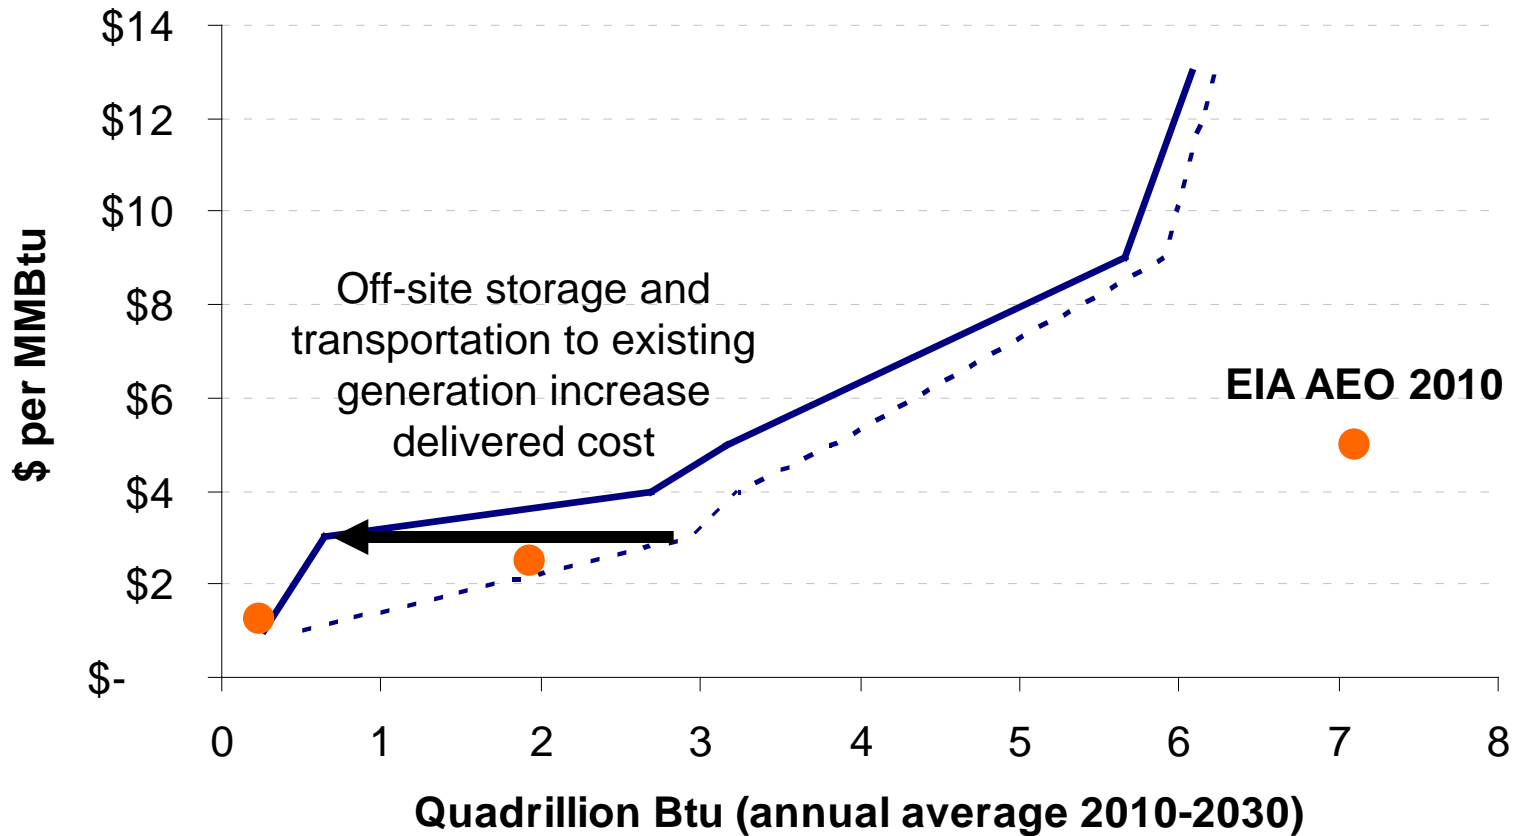 $14
$12
$10
$8
$6
$4
$2
$-
$ per MMBtu
Off-site storage and
transportation to existing
generation increase
delivered cost
EIA AEO 2010
0 1 2 3 4 5 6 7 8
Quadrillion Btu (annual average 2010-2030)